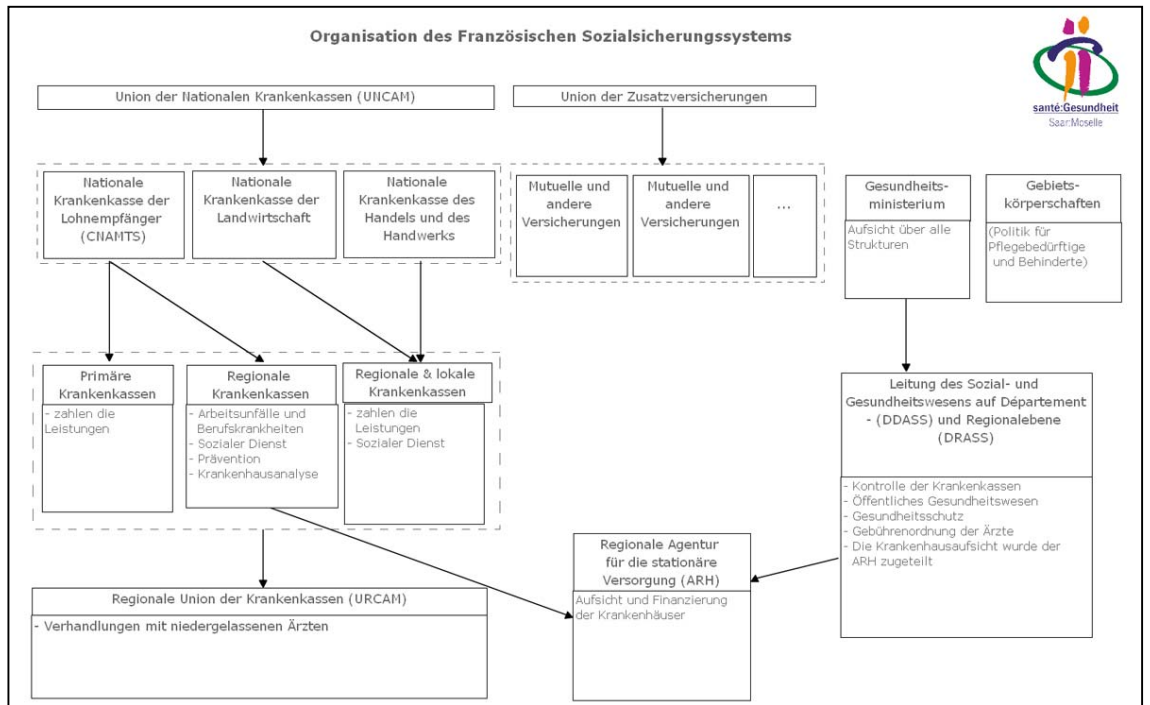 Organisation des Französischen Sozialsicherungssystems
santé:Gesundheit
Saar:Moselle
Union der Nationalen Krankenkassen (UNCAM)
Union der Zusatzversicherungen
Nationale
Krankenkasse der
Lohnempfänger
(CNAMTS)
Nationale
Krankenkasse der
Landwirtschaft
Nationale
Krankenkasse des
Handels und des
Handwerks
Mutuelle und
andere
Versicherungen
Mutuelle und
andere
Versicherungen
...
Gesundheits-
ministerium
Aufsicht über alle
Strukturen
Gebiets-
körperschaften
(Politik für
Pflegebedürftige
und Behinderte)
Primäre
Krankenkassen
- zahlen die
Leistungen
Regionale
Krankenkassen
- Arbeitsunfälle und
Berufskrankheiten
- Sozialer Dienst
- Prävention
- Krankenhausanalyse
Regionale & lokale
Krankenkassen
- zahlen die
Leistungen
- Sozialer Dienst
Leitung des Sozial- und
Gesundheitswesens auf Département
- (DDASS) und Regionalebene
(DRASS)
- Kontrolle der Krankenkassen
- Öffentliches Gesundheitswesen
- Gesundheitsschutz
- Gebührenordnung der Ärzte
- Die Krankenhausaufsicht wurde der
ARH zugeteilt
Regionale Agentur
für die stationäre
Versorgung (ARH)
Aufsicht und Finanzierung
der Krankenhäuser
Regionale Union der Krankenkassen (URCAM)
- Verhandlungen mit niedergelassenen Ärzten